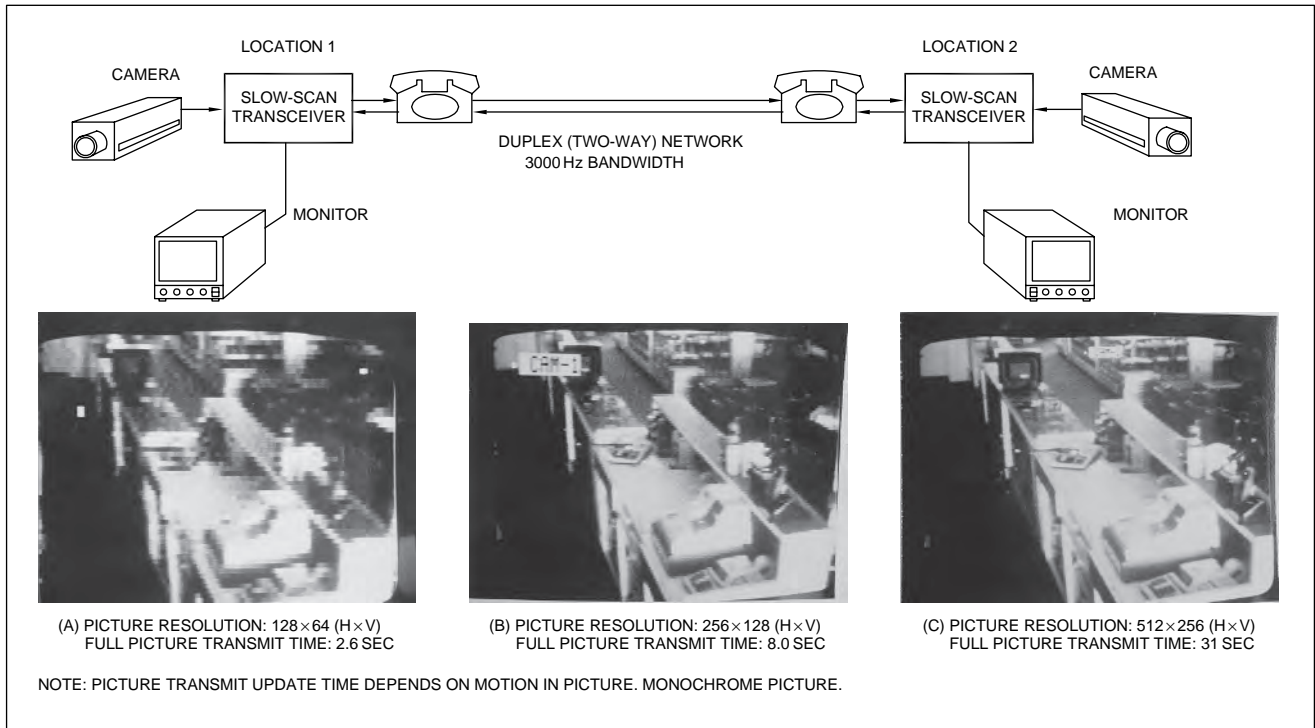 LOCATION 1
LOCATION 2
CAMERA
CAMERA
SLOW-SCAN
TRANSCEIVER
SLOW-SCAN
TRANSCEIVER
DUPLEX (TWO-WAY) NETWORK
3000 Hz BANDWIDTH
MONITOR
MONITOR
CAM-1
(A) PICTURE RESOLUTION: 128×64 (H×V)
FULL PICTURE TRANSMIT TIME: 2.6 SEC
(B) PICTURE RESOLUTION: 256×128 (H×V)
FULL PICTURE TRANSMIT TIME: 8.0 SEC
(C) PICTURE RESOLUTION: 512×256 (H×V)
FULL PICTURE TRANSMIT TIME: 31 SEC
NOTE: PICTURE TRANSMIT UPDATE TIME DEPENDS ON MOTION IN PICTURE. MONOCHROME PICTURE.